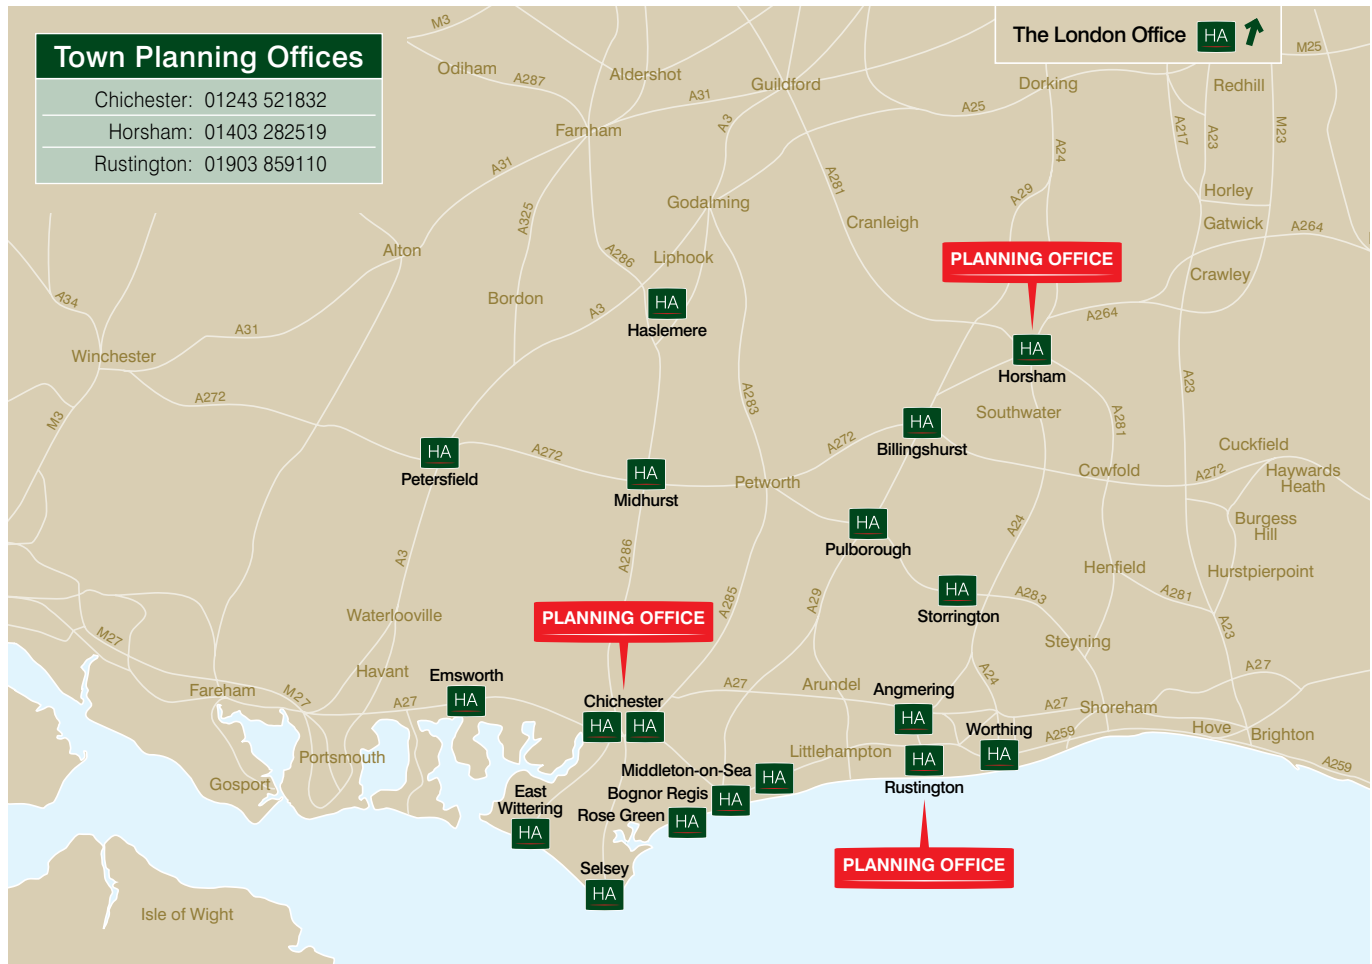 The London Office HA
Town Planning Offices
Chichester: 01243 521832
Horsham: 01403 282519
Rustington: 01903 859110
M3
Odiham
A287
Aldershot
Guildford
A31
A3
A25
Dorking
M25
Redhill
A217
A23
M23
Farnham
A31
A325
A24
A29
A281
Godalming
Cranleigh
Horley
Gatwick
A264
Alton
A286
Liphook
PLANNING OFFICE
Crawley
A34
Bordon
A3
HA
Haslemere
A264
A31
Winchester
HA
Horsham
A23
A272
M3
A283
Southwater
A281
HA
Billingshurst
A272
Cuckfield
HA
Petersfield
A272
HA
Midhurst
Petworth
Cowfold
A272
Haywards
Heath
HA
Pulborough
A24
Burgess
Hill
A3
A286
Henfield
Hurstpierpoint
A285
A29
HA
Storrington
A283
A281
Waterlooville
PLANNING OFFICE
A23
M27
Steyning
Havant
Emsworth
HA
A24
A27
Fareham
M27
A27
Chichester
HA
HA
A27
Arundel
Angmering
HA
A27
Shoreham
Worthing
HA
A259
Hove
Brighton
A259
Portsmouth
Gosport
Littlehampton
HA
Rustington
Middleton-on-Sea
HA
Bognor Regis
HA
Rose Green
HA
East
Wittering
HA
PLANNING OFFICE
Selsey
HA
Isle of Wight